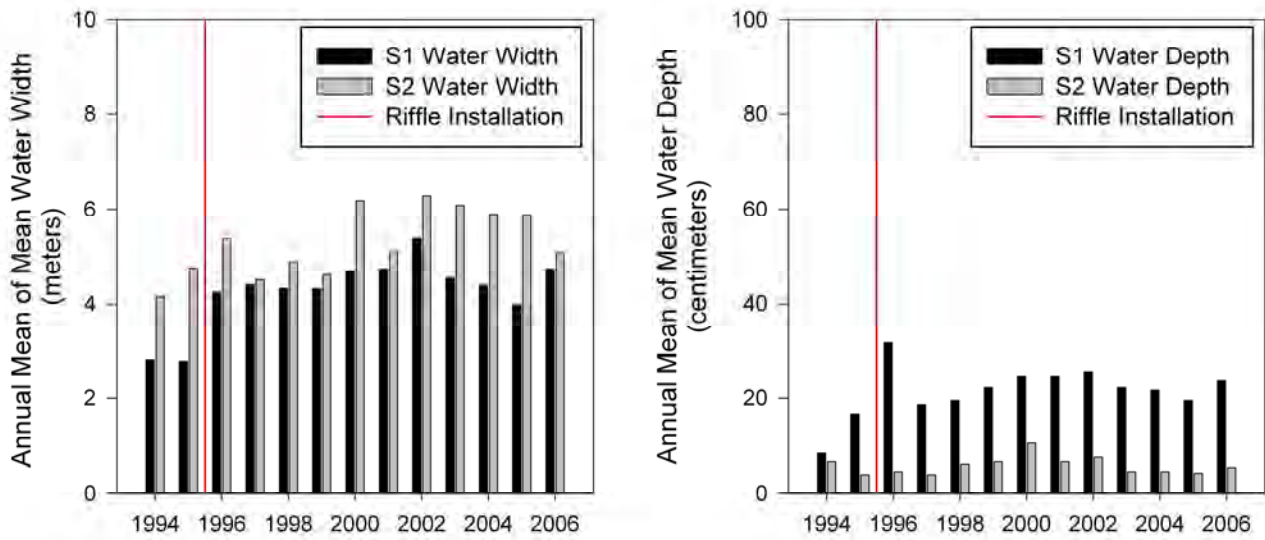 Annual Mean of Mean Water Width
(meters)
10
8
6
4
2
0
S1 Water Width
S2 Water Width
Riffle Installation
1994 1996 1998 2000 2002 2004 2006
Annual Mean of Mean Water Depth
(centimeters)
100
80
60
40
20
0
S1 Water Depth
S2 Water Depth
Riffle Installation
1994 1996 1998 2000 2002 2004 2006